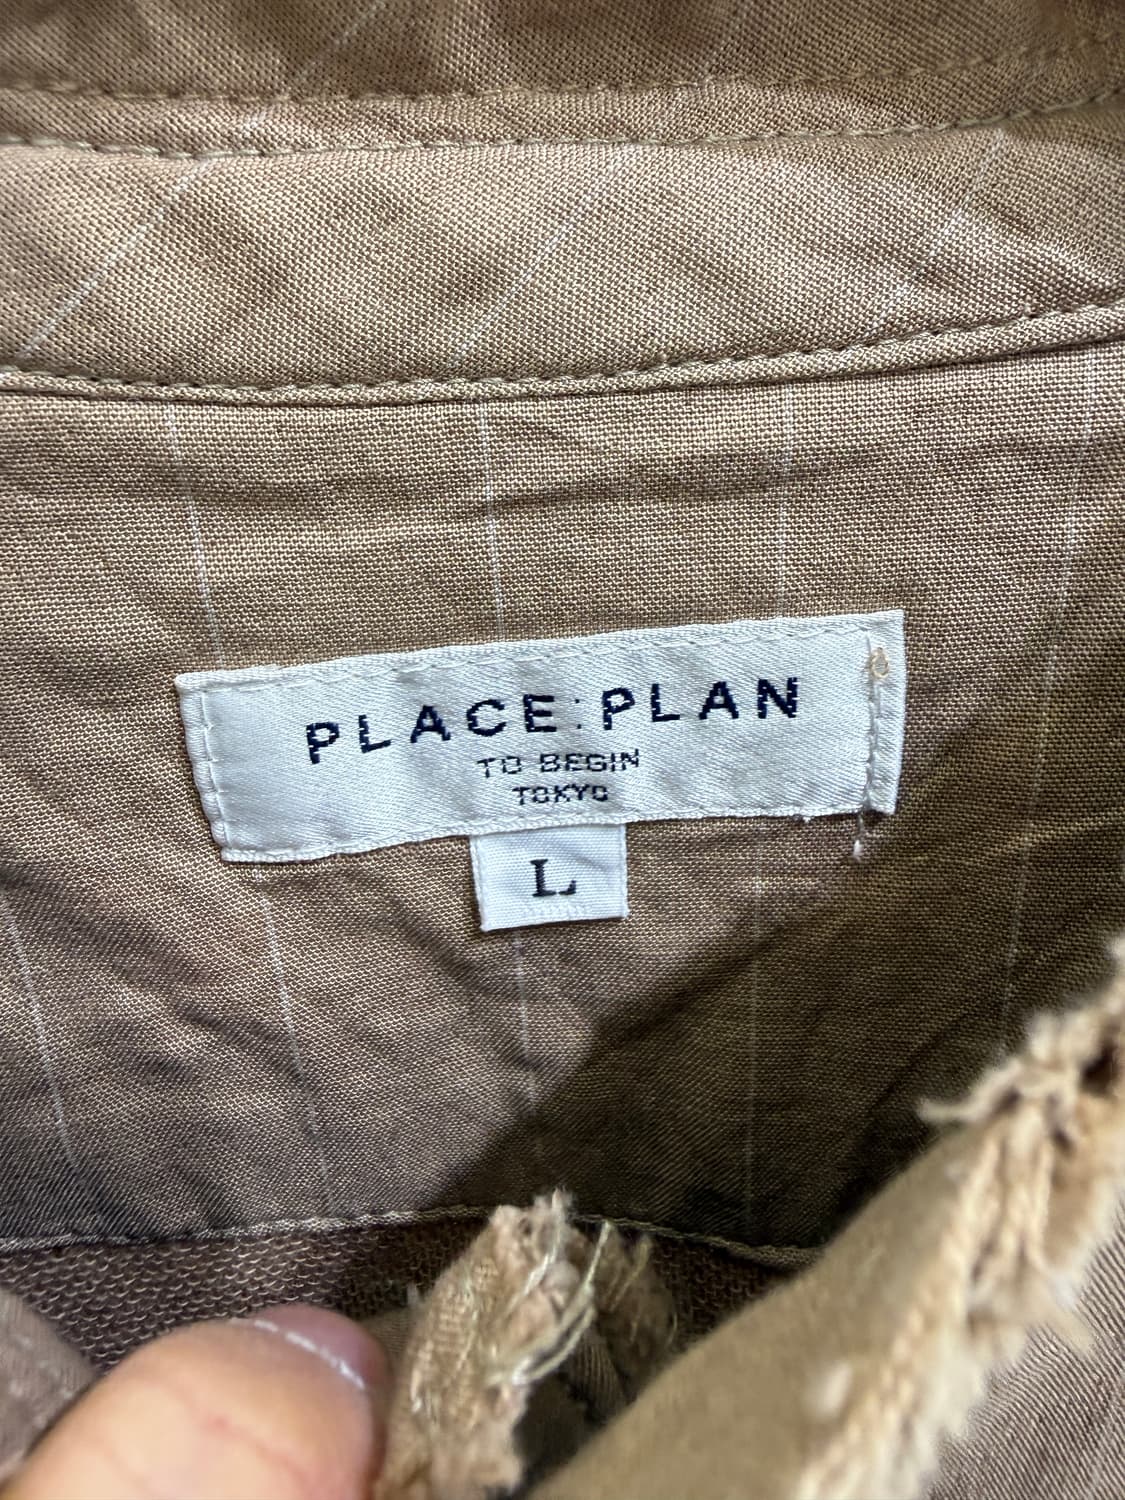 PLACE:PLAN
TO BEGIN
TOKYO
L